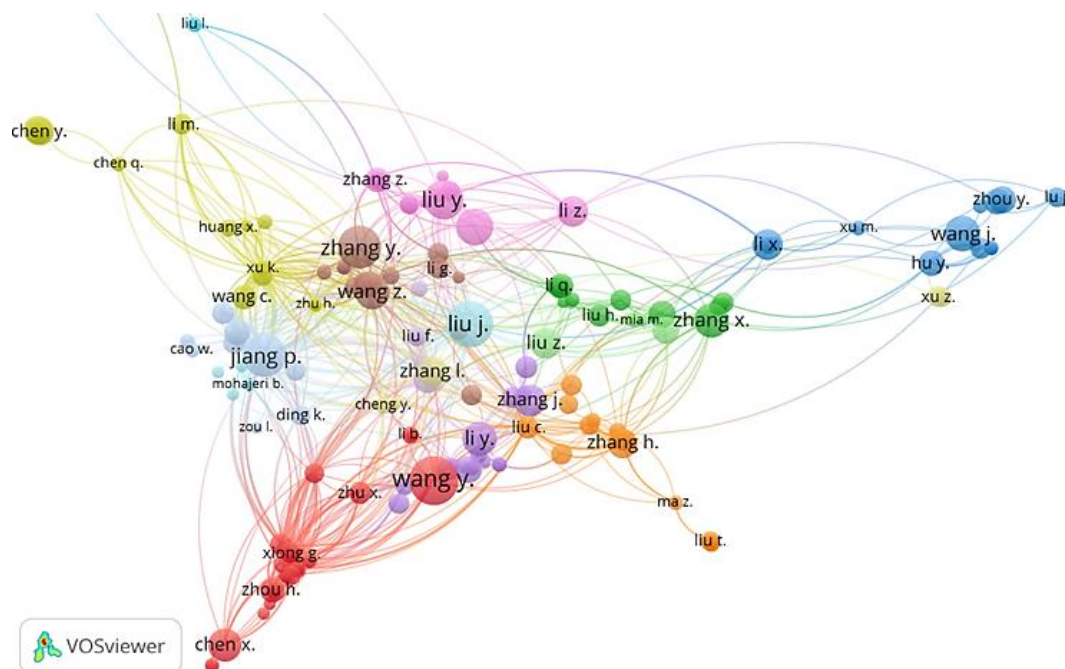 liu l.
chen y.
li m.
chen q.
zhang z.
liu y.
li z.
zhou y.
lu j
huang x.
zhang y.
li x.
xu m.
wang j.
xu k.
li g.
hu y.
wang c.
zhu h.
wang z.
li q.
xu z.
liu j.
liu h.
mia m.
zhang x.
cao w.
jiang p.
liu f.
liu z.
mohajeri b.
zhang l.
zou l.
ding k.
cheng y.
zhang j.
li b.
li y.
liu c.
zhang h.
wang y.
zhu x.
ma z.
liu t.
xiong g.
zhou h.
chen x.
VOSviewer